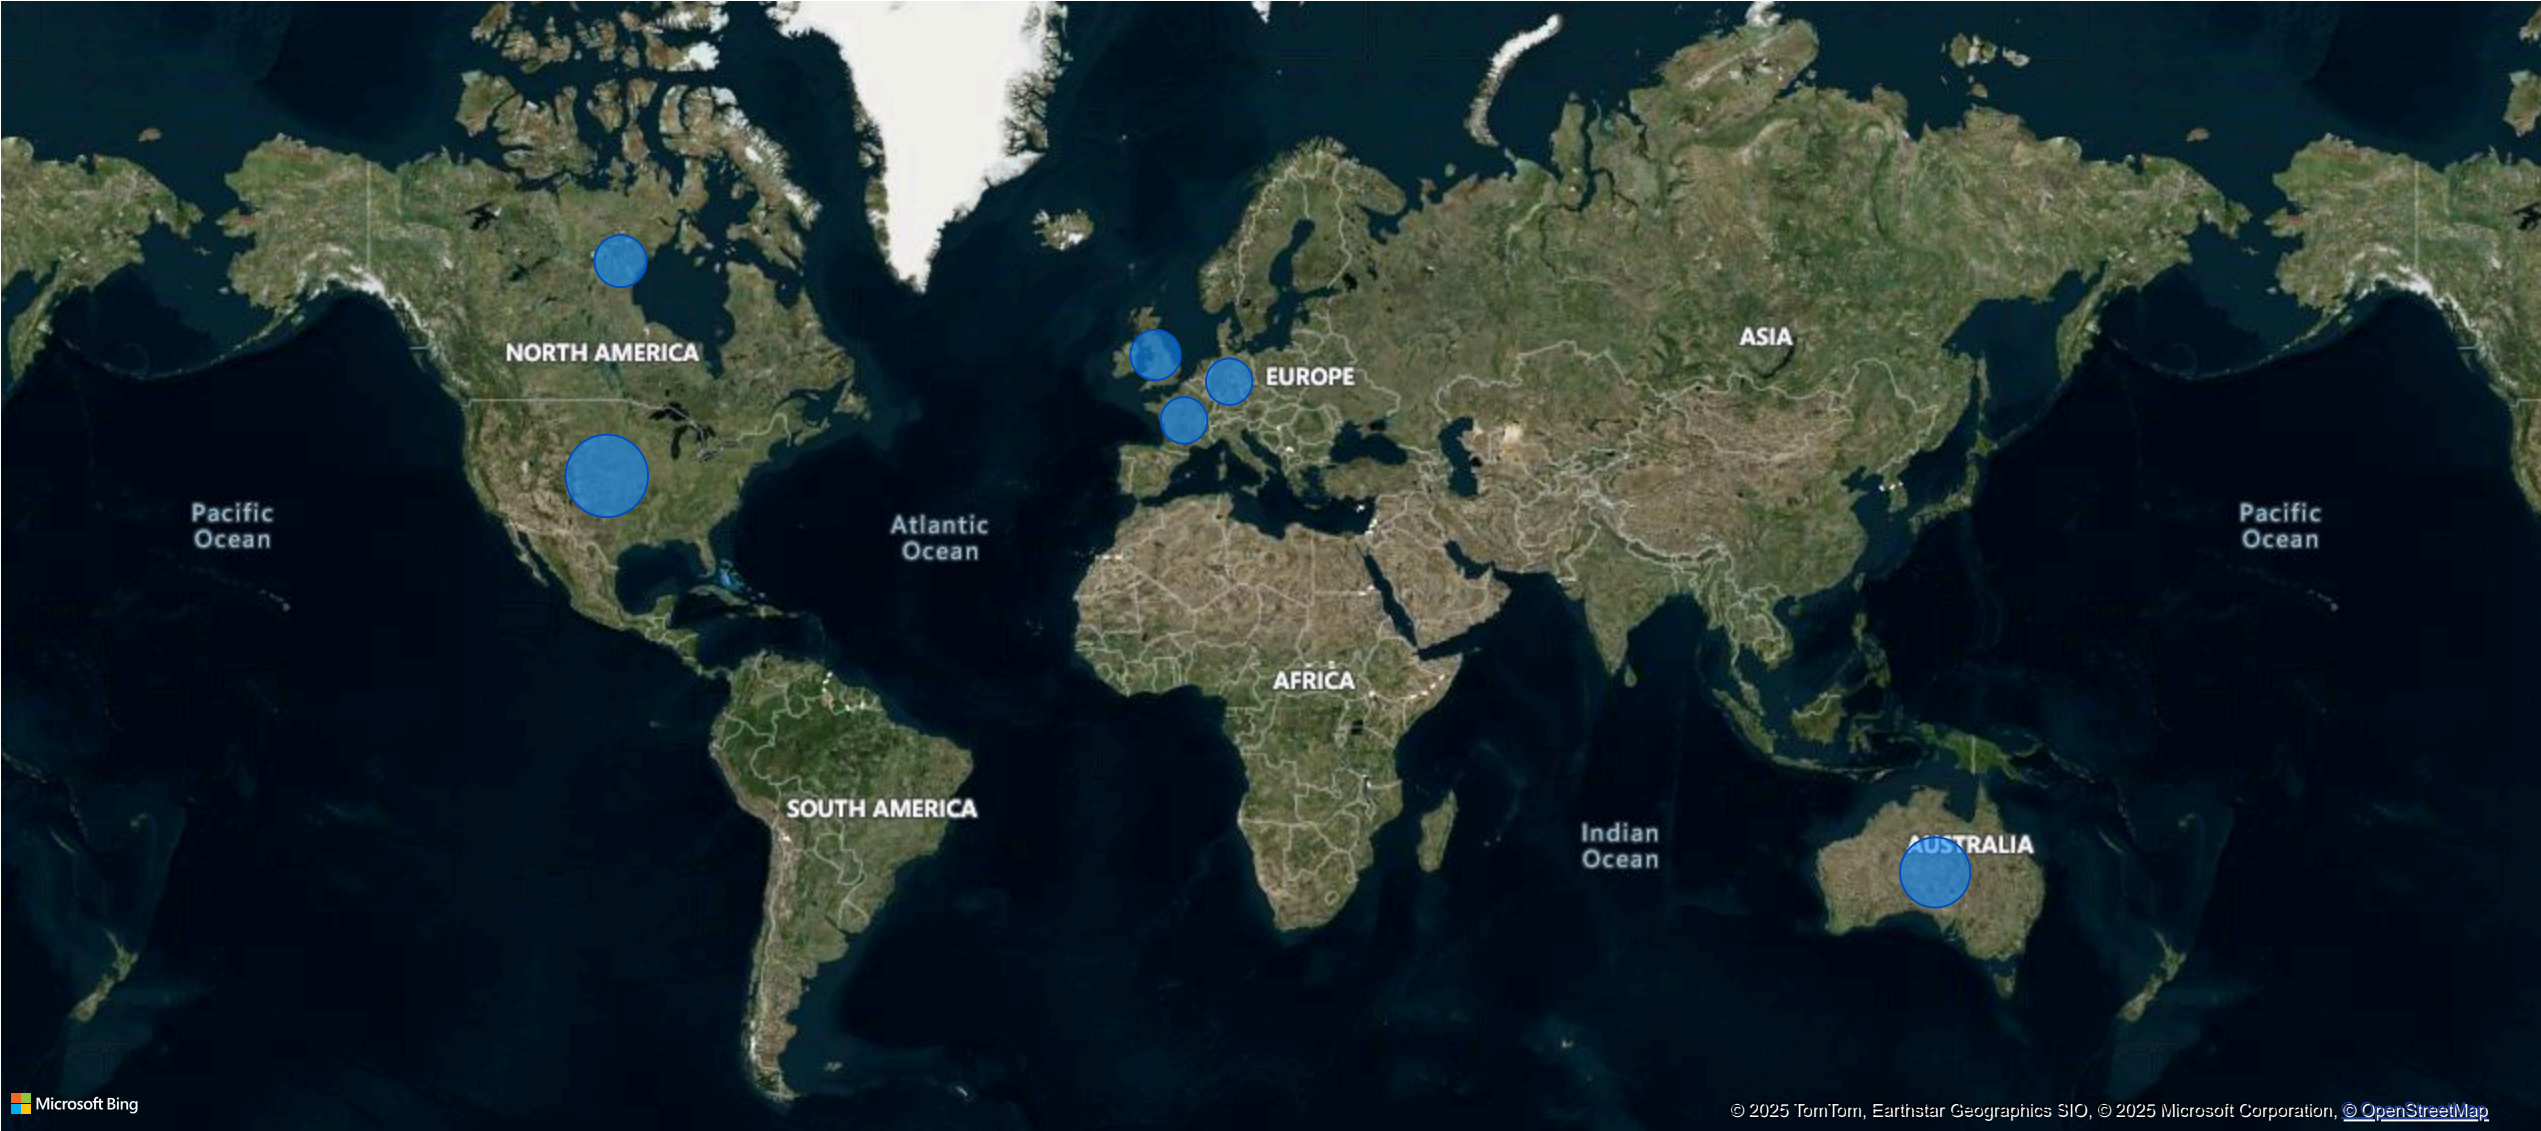 ASIA
NORTH AMERICA
EUROPE
Pacific
Ocean
Atlantic
Ocean
Pacific
Ocean
AFRICA
SOUTH AMERICA
Indian
Ocean
AUSTRALIA
Microsoft Bing
© 2025 TomTom, Earthstar Geographics SIO, © 2025 Microsoft Corporation, © OpenStreetMap